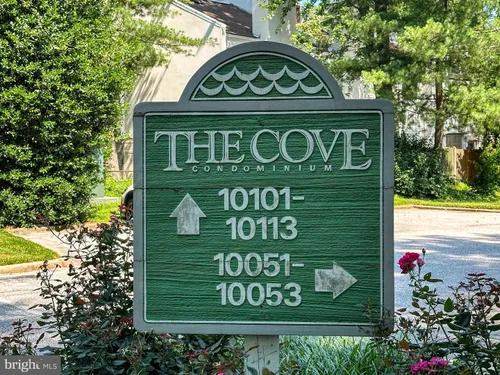 THE COVE
CONDOMINIUM
10101-
10113
10051-
10053
bright MLS